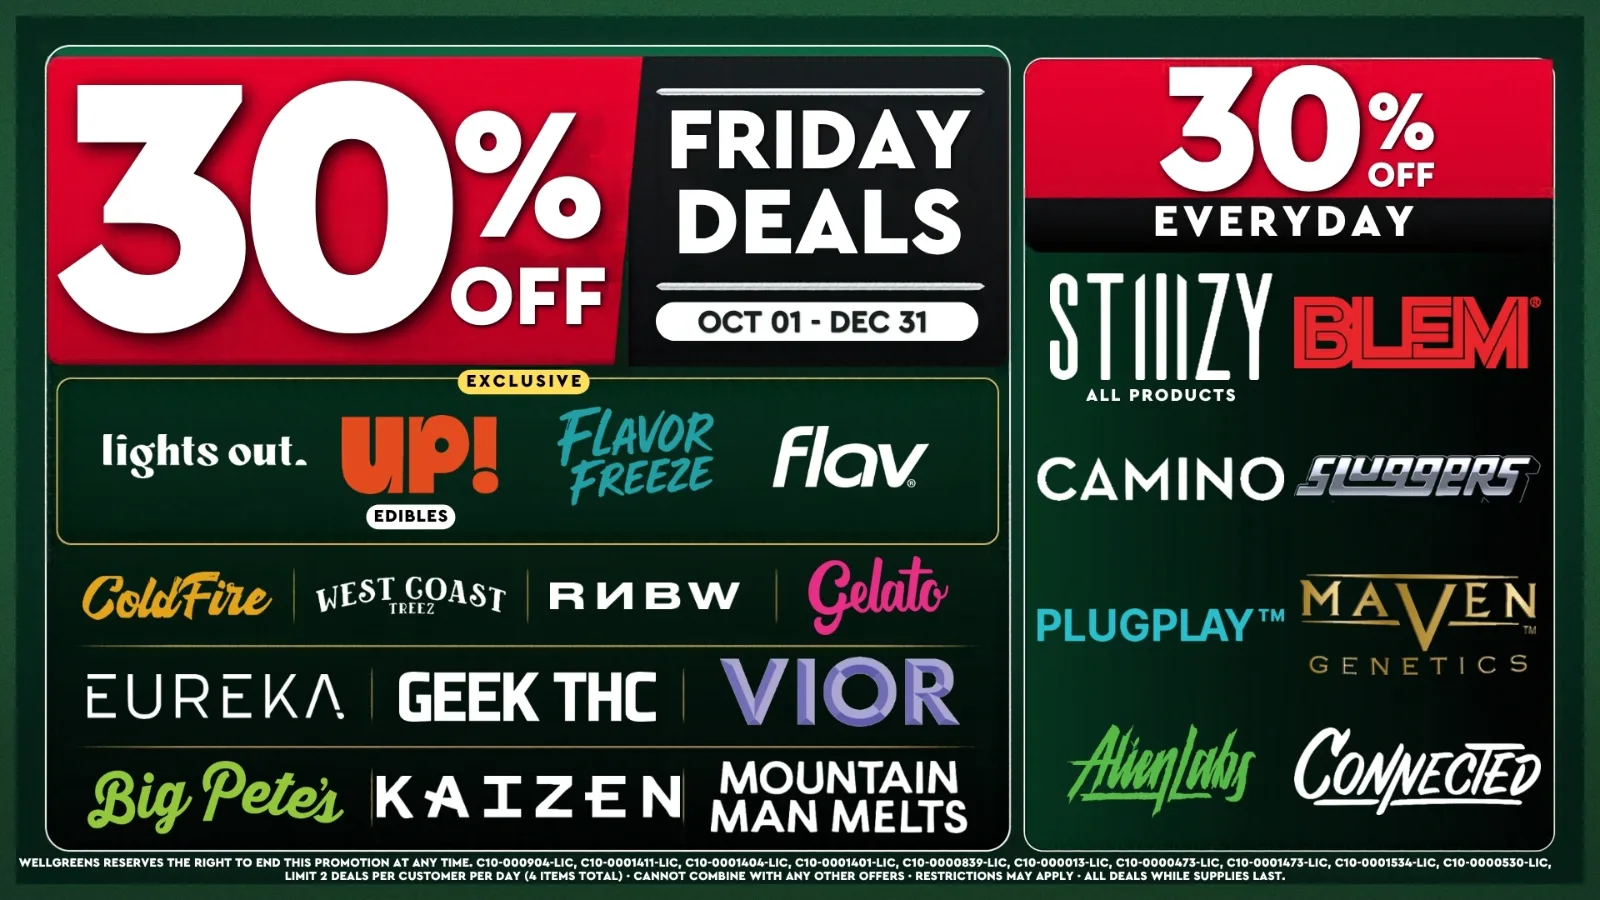 30% OFF
FRIDAY
DEALS
OCT 01 - DEC 31
EXCLUSIVE
lights out.
UP!
EDIBLES
FLAVOR
FREEZE
flav®
ColdFire
WEST COAST
TREEZ
RNBW
Gelato
EUREKA
GEEK THC
VIOR
Big Pete's
KAIZEN
MOUNTAIN
MAN MELTS
30% OFF
EVERYDAY
STIIIZY
ALL PRODUCTS
BLEM®
CAMINO
SLUGGERS
PLUGPLAY™
MAVEN™
GENETICS
Alien Labs
CONNECTED
WELLGREENS RESERVES THE RIGHT TO END THIS PROMOTION AT ANY TIME. C10-000904-LIC, C10-0001411-LIC, C10-0001404-LIC, C10-0001401-LIC, C10-0000839-LIC, C10-000013-LIC, C10-0000473-LIC, C10-0001473-LIC, C10-0001534-LIC, C10-0000530-LIC,
LIMIT 2 DEALS PER CUSTOMER PER DAY (4 ITEMS TOTAL) · CANNOT COMBINE WITH ANY OTHER OFFERS · RESTRICTIONS MAY APPLY · ALL DEALS WHILE SUPPLIES LAST.